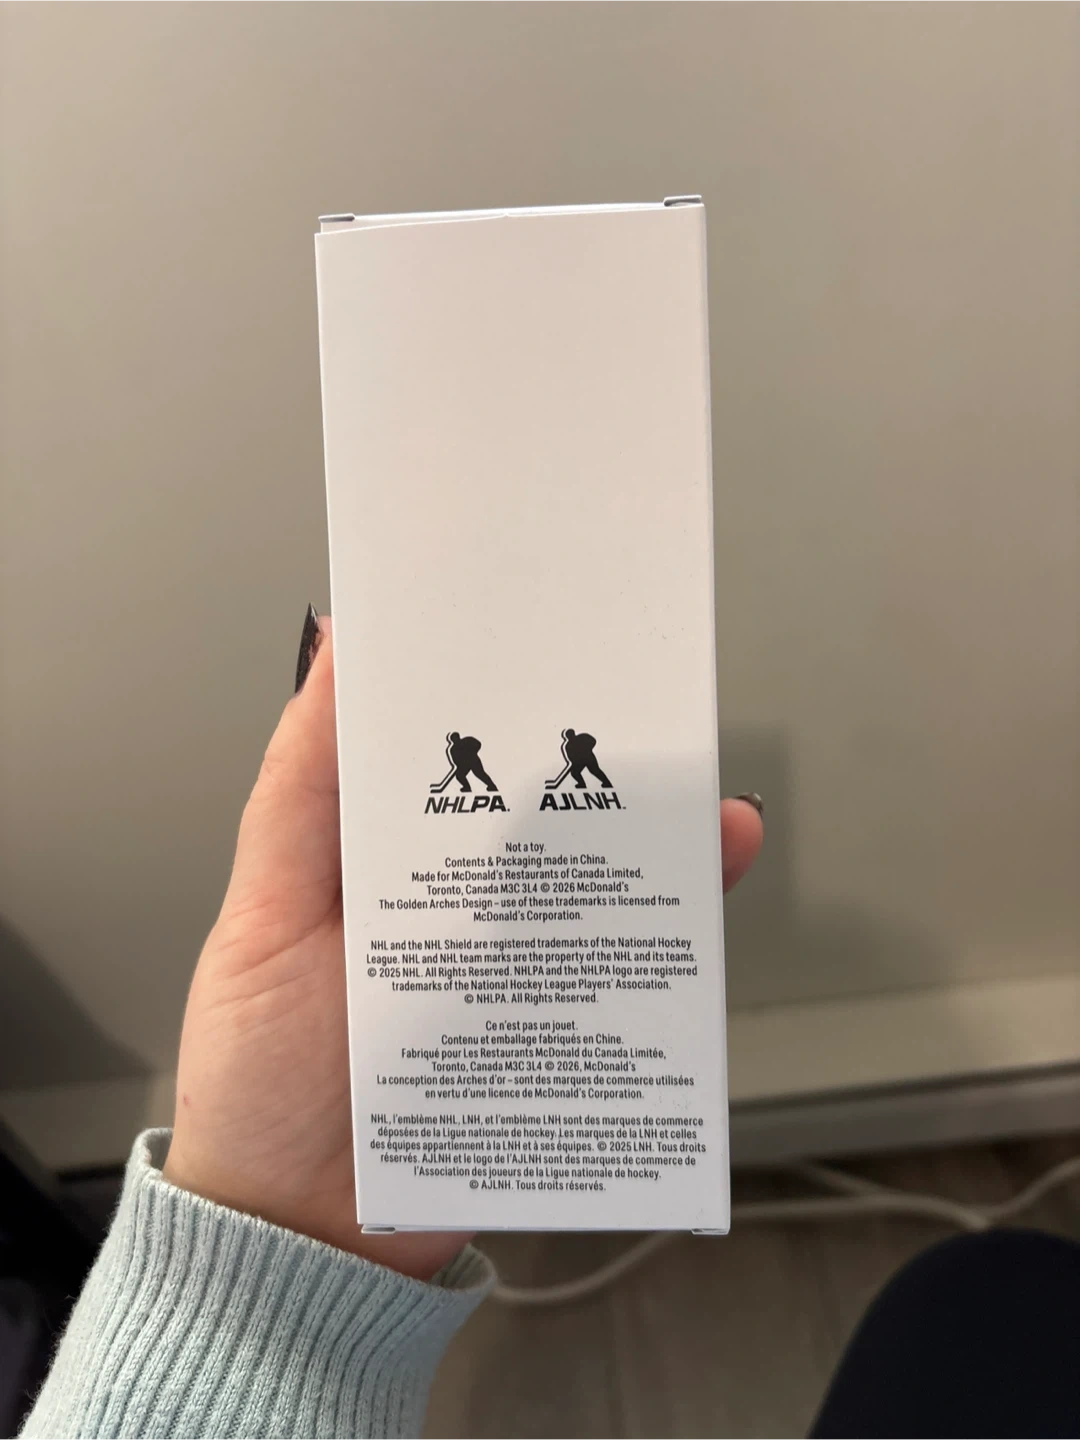 NHLPA.
AJLNH.
Not a toy.
Contents & Packaging made in China.
Made for McDonald's Restaurants of Canada Limited,
Toronto, Canada M3C 3L4 © 2026 McDonald's
The Golden Arches Design – use of these trademarks is licensed from
McDonald's Corporation.
NHL and the NHL Shield are registered trademarks of the National Hockey
League. NHL and NHL team marks are the property of the NHL and its teams.
© 2025 NHL. All Rights Reserved. NHLPA and the NHLPA logo are registered
trademarks of the National Hockey League Players' Association.
© NHLPA. All Rights Reserved.
Ce n'est pas un jouet.
Contenu et emballage fabriqués en Chine.
Fabriqué pour Les Restaurants McDonald du Canada Limitée,
Toronto, Canada M3C 3L4 © 2026, McDonald's
La conception des Arches d'or – sont des marques de commerce utilisées
en vertu d'une licence de McDonald's Corporation.
NHL, l'emblème NHL, LNH, et l'emblème LNH sont des marques de commerce
déposées de la Ligue nationale de hockey. Les marques de la LNH et celles
des équipes appartiennent à la LNH et à ses équipes. © 2025 LNH. Tous droits
réservés. AJLNH et le logo de l'AJLNH sont des marques de commerce de
l'Association des joueurs de la Ligue nationale de hockey.
© AJLNH. Tous droits réservés.